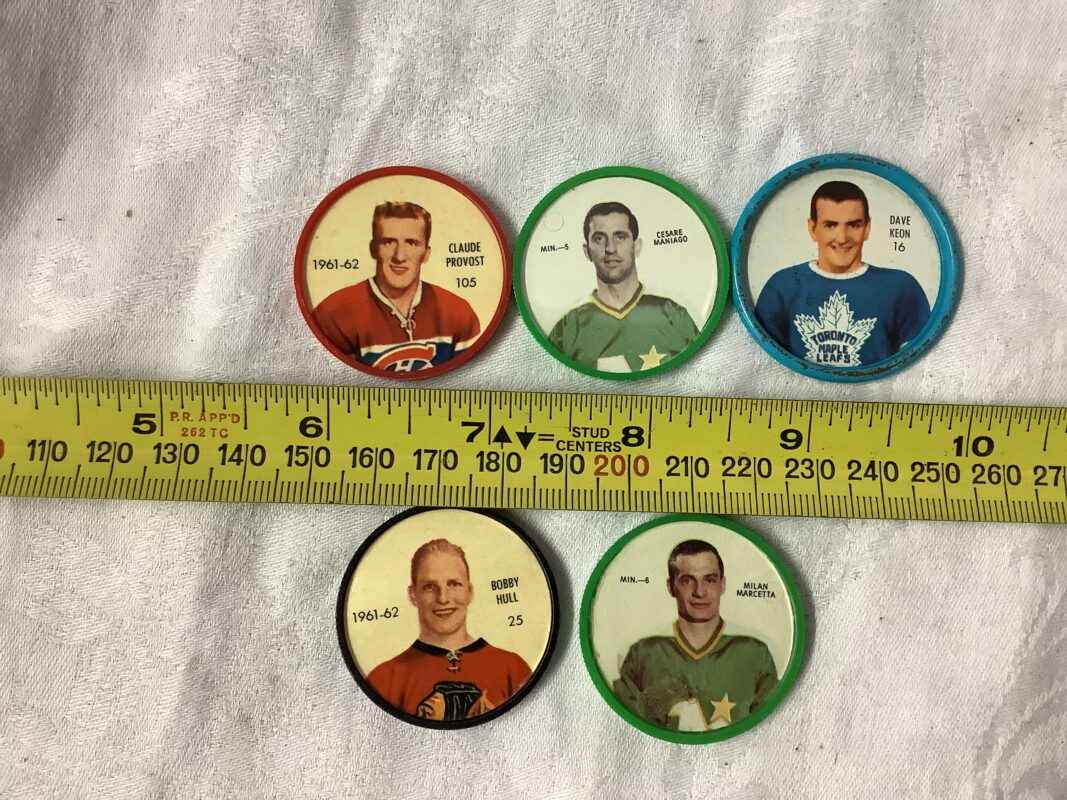 1961-62
CLAUDE
PROVOST
105
MIN.—5
CESARE
MANIAGO
DAVE
KEON
16
TORONTO
MAPLE
LEAFS
5 P.R. APP'D 6 7 = STUD 8 9 10
262 TC CENTERS
110 120 130 140 150 160 170 180 190 200 210 220 230 240 250 260 27
1961-62
BOBBY
HULL
25
MIN.—6
MILAN
MARCETTA